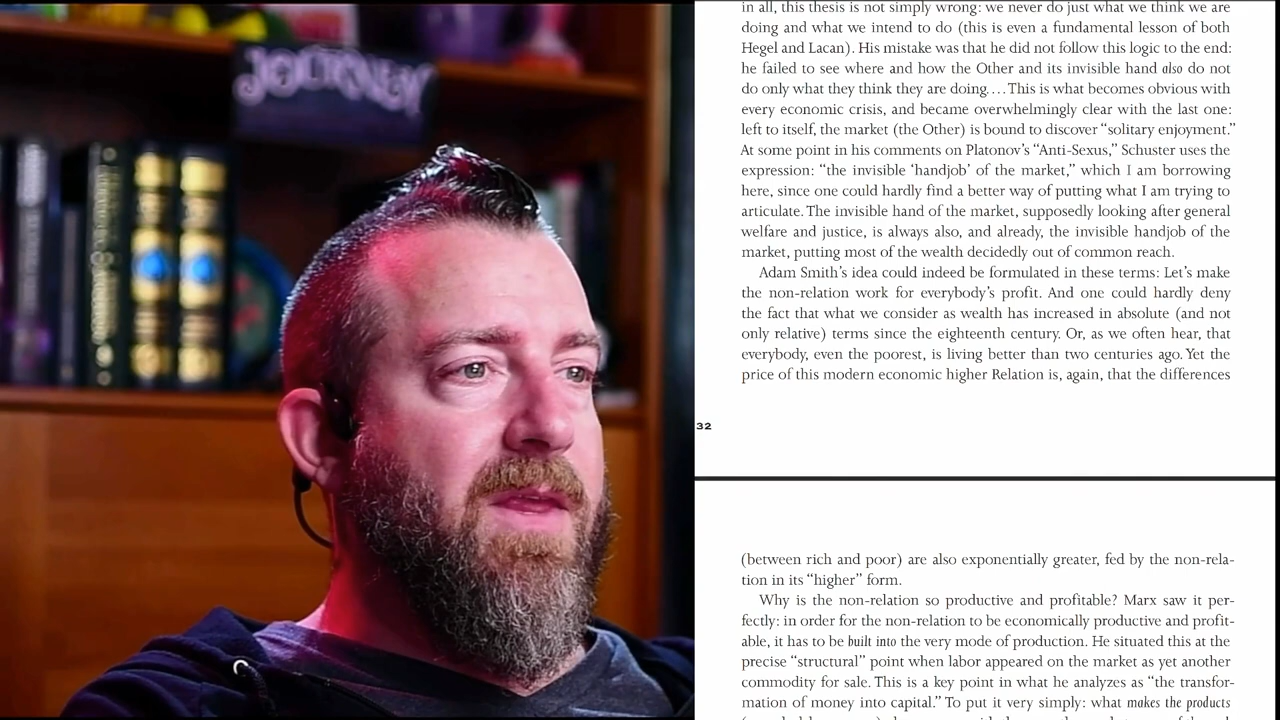 JOURNEY
in all, this thesis is not simply wrong: we never do just what we think we are
doing and what we intend to do (this is even a fundamental lesson of both
Hegel and Lacan). His mistake was that he did not follow this logic to the end:
he failed to see where and how the Other and its invisible hand also do not
do only what they think they are doing.... This is what becomes obvious with
every economic crisis, and became overwhelmingly clear with the last one:
left to itself, the market (the Other) is bound to discover “solitary enjoyment.”
At some point in his comments on Platonov’s “Anti-Sexus,” Schuster uses the
expression: “the invisible ‘handjob’ of the market,” which I am borrowing
here, since one could hardly find a better way of putting what I am trying to
articulate. The invisible hand of the market, supposedly looking after general
welfare and justice, is always also, and already, the invisible handjob of the
market, putting most of the wealth decidedly out of common reach.
Adam Smith’s idea could indeed be formulated in these terms: Let’s make
the non-relation work for everybody’s profit. And one could hardly deny
the fact that what we consider as wealth has increased in absolute (and not
only relative) terms since the eighteenth century. Or, as we often hear, that
everybody, even the poorest, is living better than two centuries ago. Yet the
price of this modern economic higher Relation is, again, that the differences
32
(between rich and poor) are also exponentially greater, fed by the non-rela-
tion in its “higher” form.
Why is the non-relation so productive and profitable? Marx saw it per-
fectly: in order for the non-relation to be economically productive and profit-
able, it has to be built into the very mode of production. He situated this at the
precise “structural” point when labor appeared on the market as yet another
commodity for sale. This is a key point in what he analyzes as “the transfor-
mation of money into capital.” To put it very simply: what makes the products